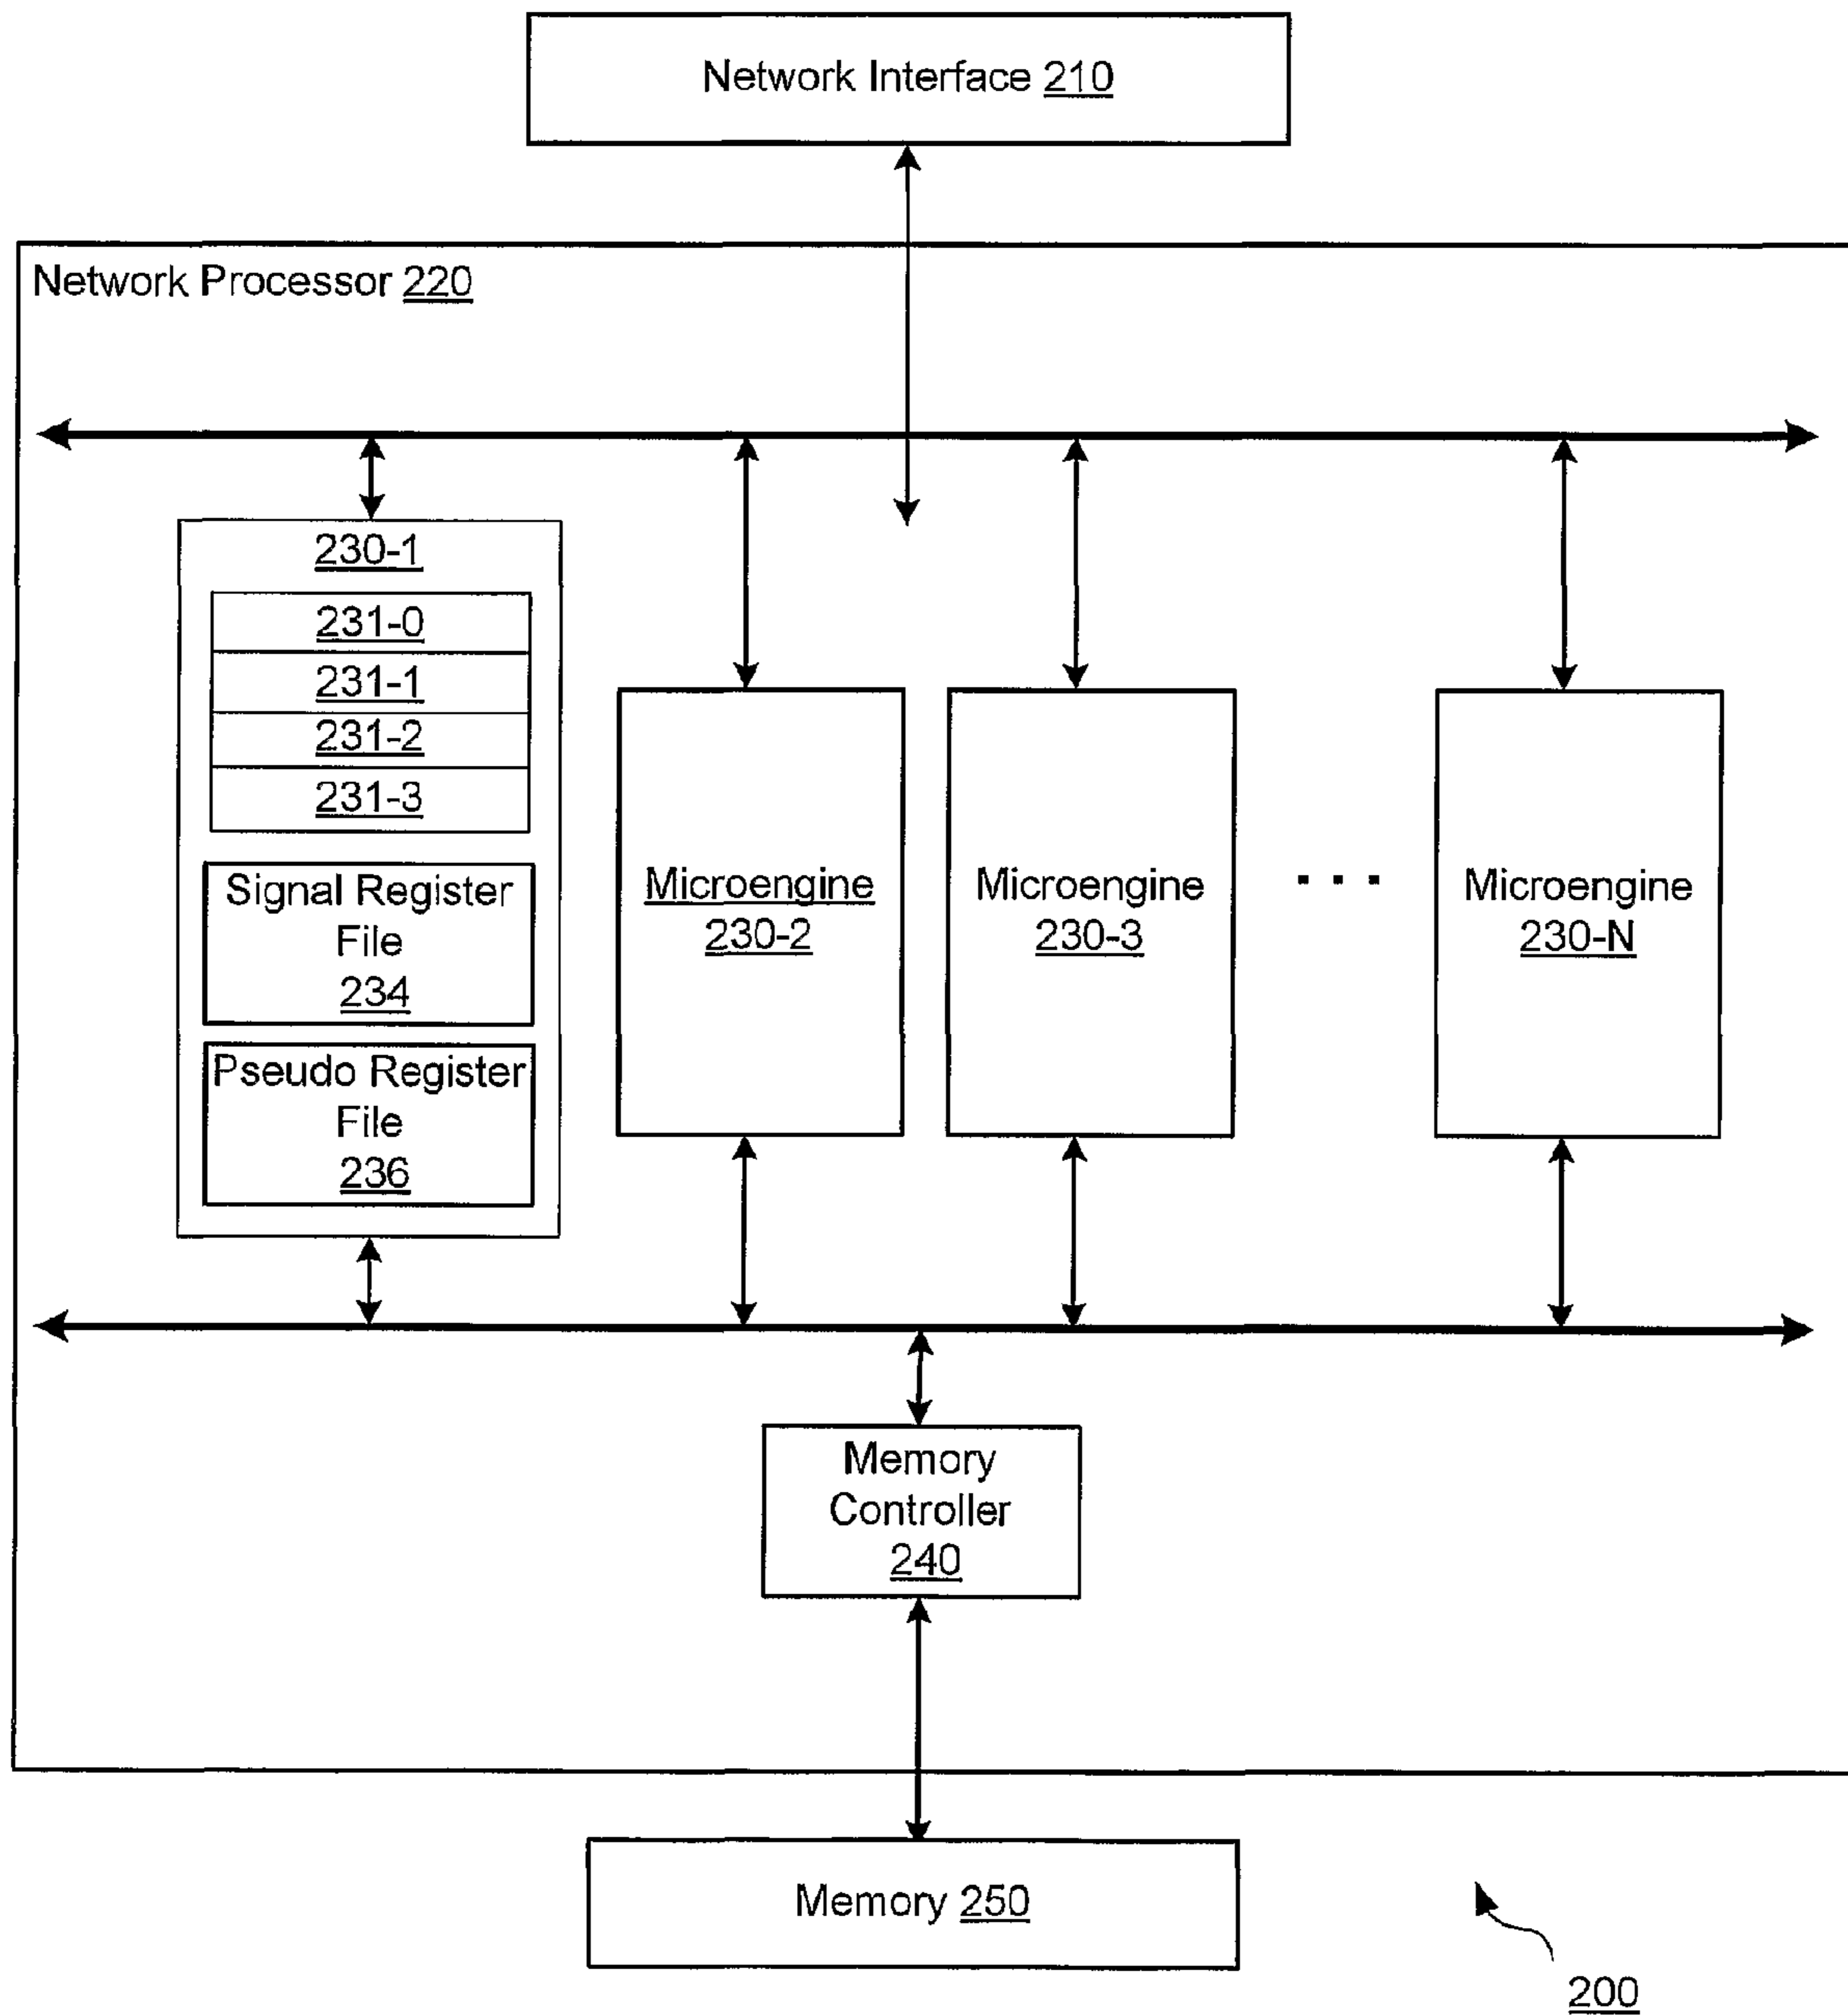 Network Interface 210
Network Processor 220
230-1
231-0
231-1
231-2
231-3
Signal Register
File
234
Pseudo Register
File
236
Microengine
230-2
Microengine
230-3
. . .
Microengine
230-N
Memory
Controller
240
Memory 250
200